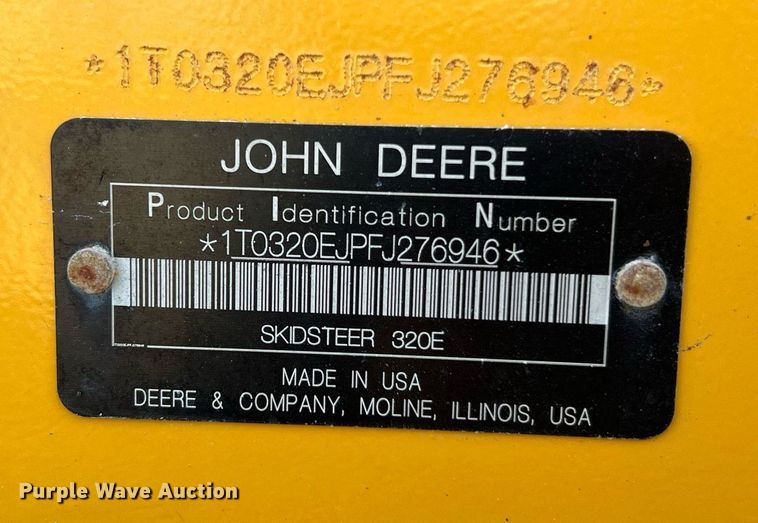 *1T0320EJPFJ276946*
JOHN DEERE
Product Identification Number
*1T0320EJPFJ276946*
SKIDSTEER 320E
MADE IN USA
DEERE & COMPANY, MOLINE, ILLINOIS, USA
Purple Wave Auction